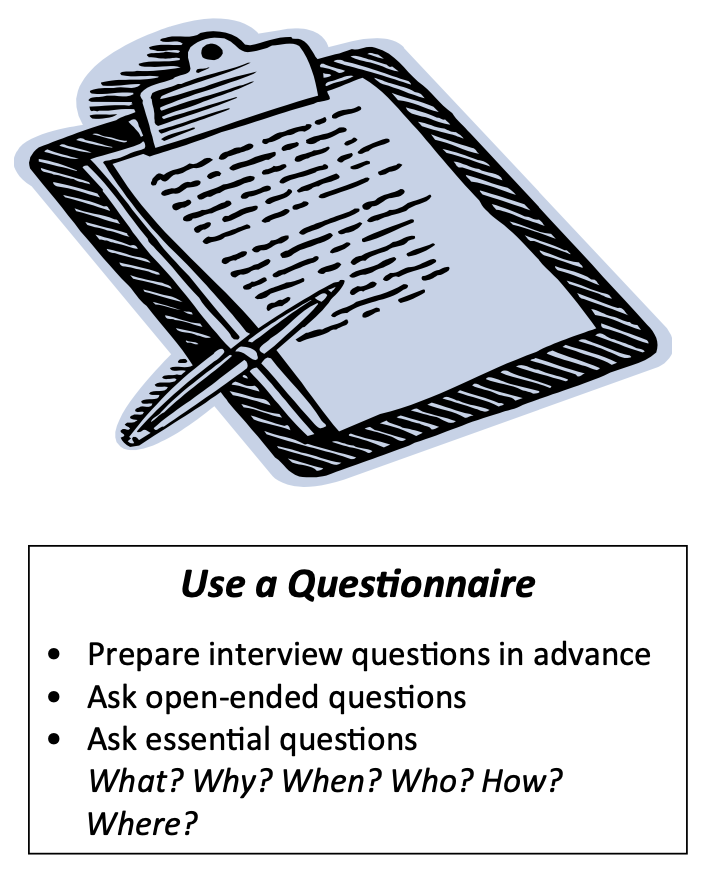 Use a Questionnaire
• Prepare interview questions in advance
• Ask open-ended questions
• Ask essential questions
What? Why? When? Who? How?
Where?